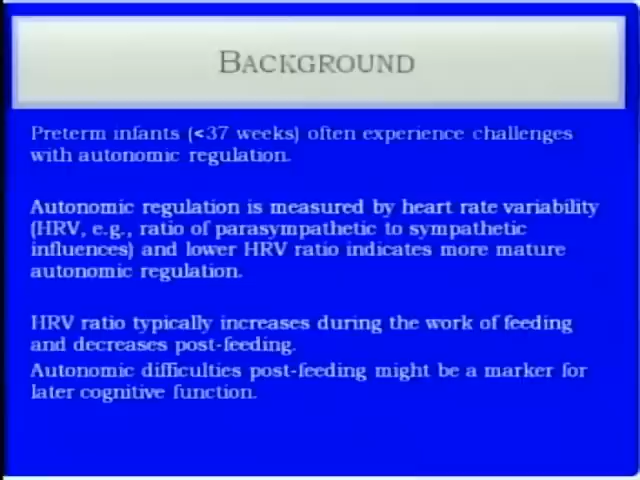 BACKGROUND
Preterm infants (<37 weeks) often experience challenges
with autonomic regulation.
Autonomic regulation is measured by heart rate variability
(HRV, e.g., ratio of parasympathetic to sympathetic
influences) and lower HRV ratio indicates more mature
autonomic regulation.
HRV ratio typically increases during the work of feeding
and decreases post-feeding.
Autonomic difficulties post-feeding might be a marker for
later cognitive function.